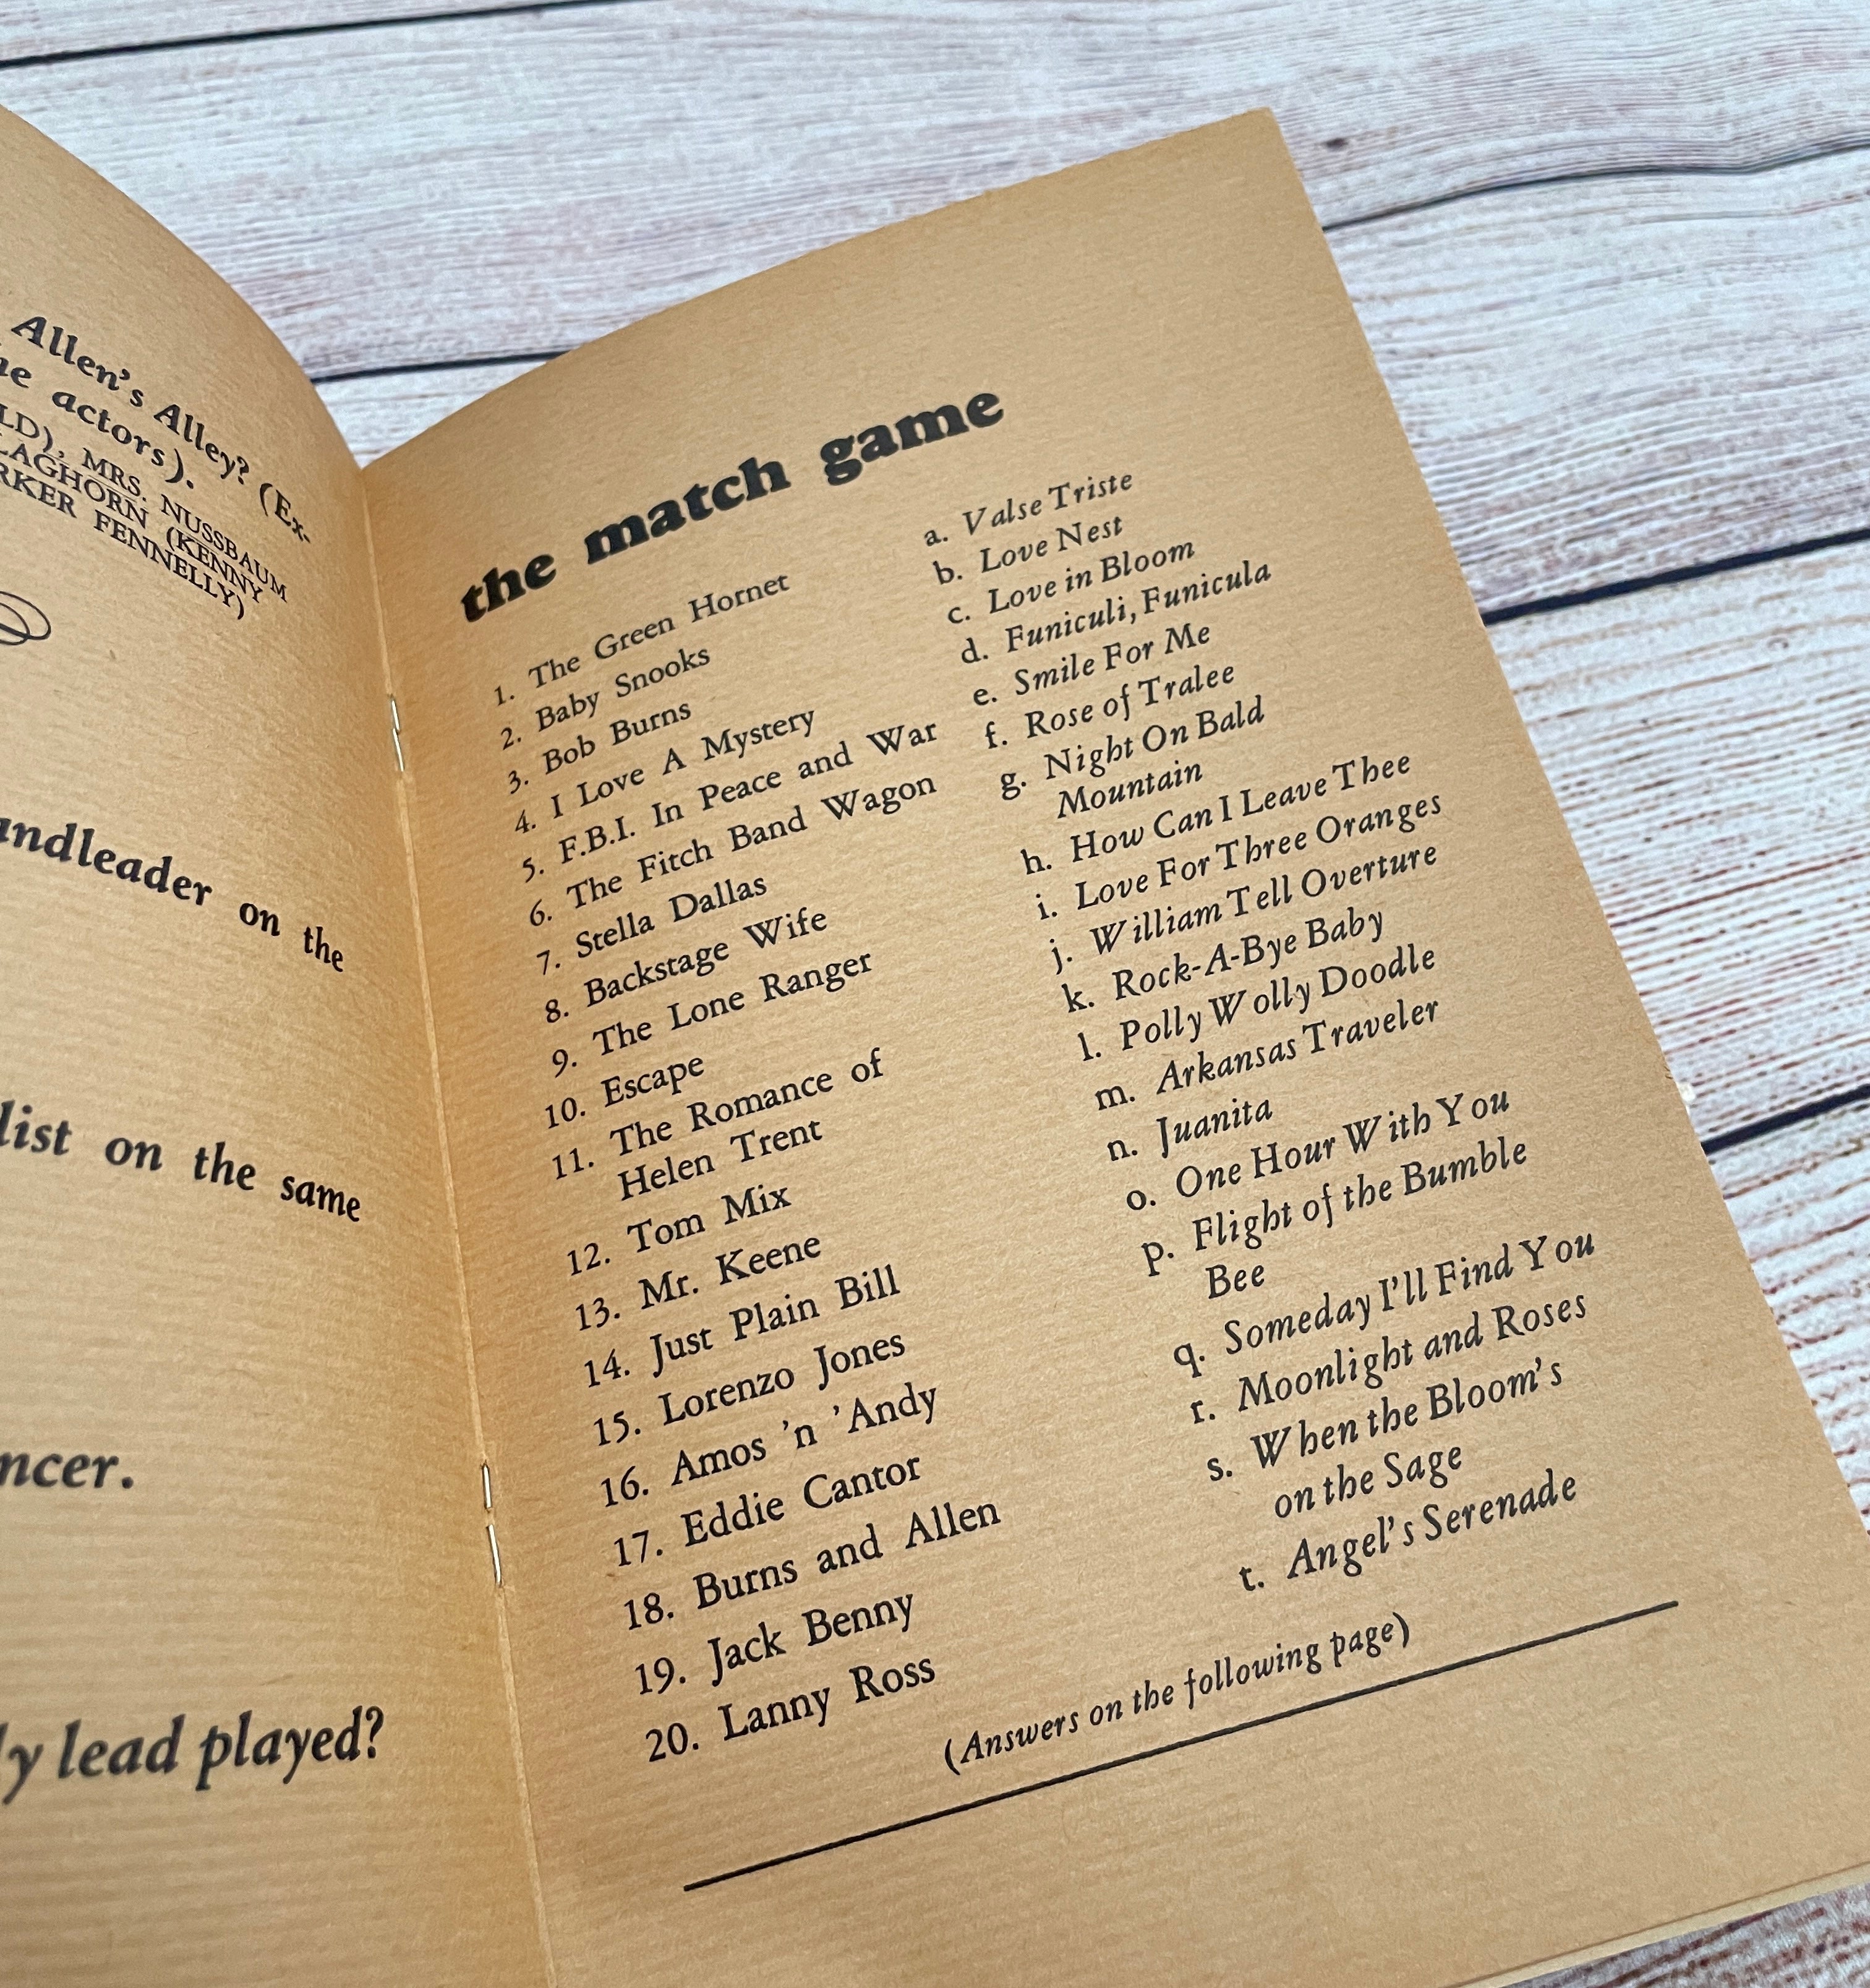 Allen's Alley? (Ex-
actors).
MRS. NUSSBAUM
(KENNY
FENNELLY)
on the
on the same
lead played?
the match game
1. The Green Hornet
2. Baby Snooks
3. Bob Burns
4. I Love A Mystery
5. F.B.I. In Peace and War
6. The Fitch Band Wagon
7. Stella Dallas
8. Backstage Wife
9. The Lone Ranger
10. Escape
11. The Romance of
Helen Trent
12. Tom Mix
13. Mr. Keene
14. Just Plain Bill
15. Lorenzo Jones
16. Amos 'n 'Andy
17. Eddie Cantor
18. Burns and Allen
19. Jack Benny
20. Lanny Ross
a. Valse Triste
b. Love Nest
c. Love in Bloom
d. Funiculi, Funicula
e. Smile For Me
f. Rose of Tralee
g. Night On Bald
Mountain
h. How Can I Leave Thee
i. Love For Three Oranges
j. William Tell Overture
k. Rock-A-Bye Baby
l. Polly Wolly Doodle
m. Arkansas Traveler
n. Juanita
o. One Hour With You
p. Flight of the Bumble
Bee
q. Someday I'll Find You
r. Moonlight and Roses
s. When the Bloom's
on the Sage
t. Angel's Serenade
(Answers on the following page)